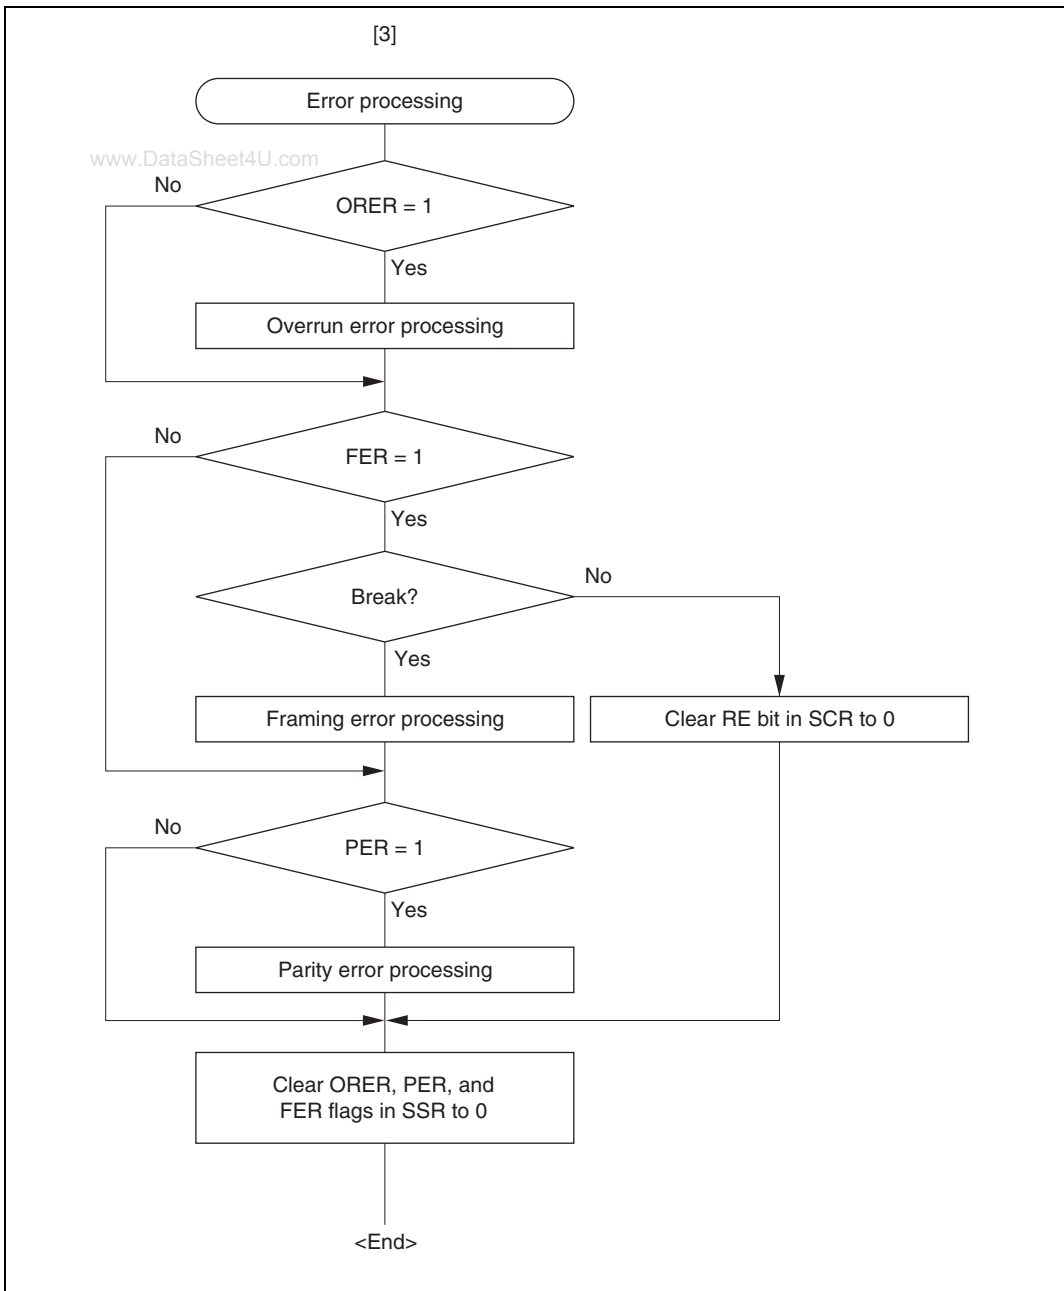 [3]
Error processing
www.DataSheet4U.com
No
ORER = 1
Yes
Overrun error processing
No
FER = 1
Yes
Break?
No
Yes
Framing error processing
Clear RE bit in SCR to 0
No
PER = 1
Yes
Parity error processing
Clear ORER, PER, and
FER flags in SSR to 0
<End>